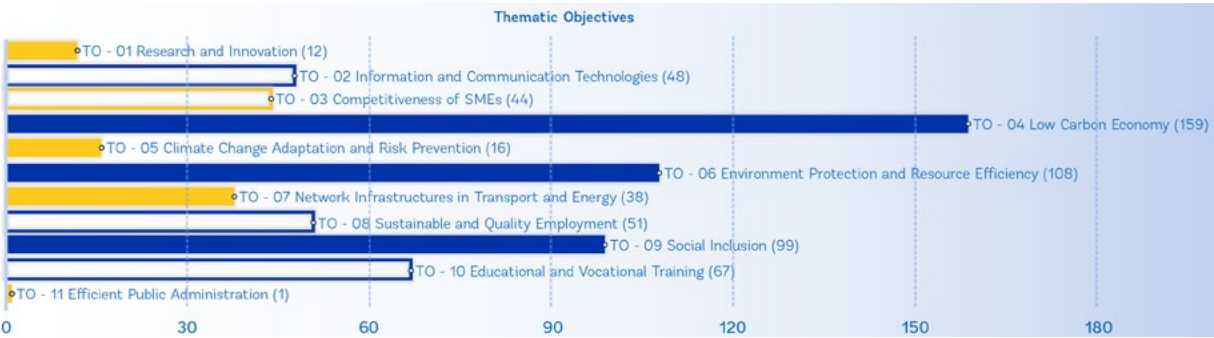 Thematic Objectives
TO - 01 Research and Innovation (12)
TO - 02 Information and Communication Technologies (48)
TO - 03 Competitiveness of SMEs (44)
TO - 04 Low Carbon Economy (159)
TO - 05 Climate Change Adaptation and Risk Prevention (16)
TO - 06 Environment Protection and Resource Efficiency (108)
TO - 07 Network Infrastructures in Transport and Energy (38)
TO - 08 Sustainable and Quality Employment (51)
TO - 09 Social Inclusion (99)
TO - 10 Educational and Vocational Training (67)
TO - 11 Efficient Public Administration (1)
0 30 60 90 120 150 180